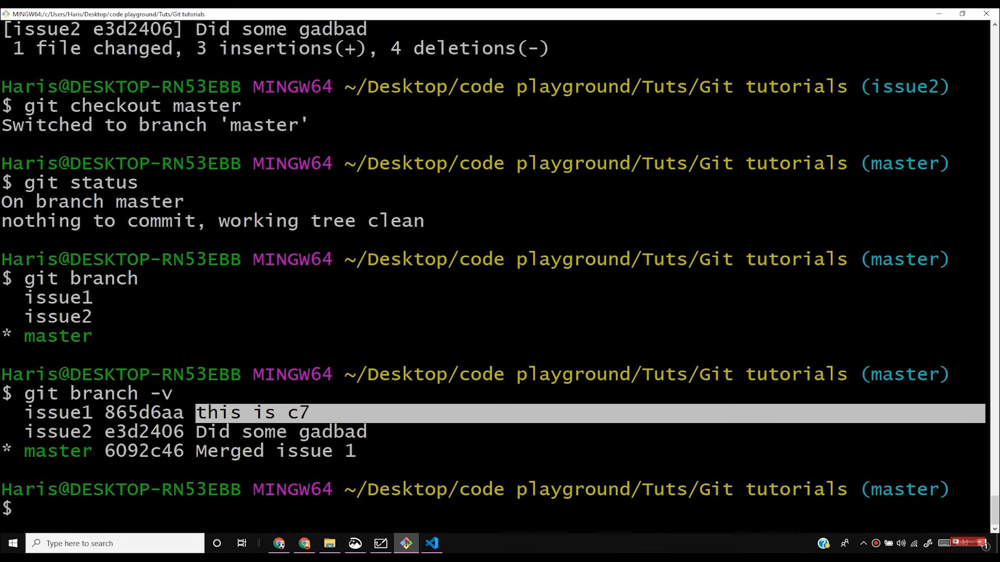 MINGW64:/c/Users/Haris/Desktop/code playground/Tuts/Git tutorials
[issue2 e3d2406] Did some gadbad
 1 file changed, 3 insertions(+), 4 deletions(-)
Haris@DESKTOP-RN53EBB MINGW64 ~/Desktop/code playground/Tuts/Git tutorials (issue2)
$ git checkout master
Switched to branch 'master'
Haris@DESKTOP-RN53EBB MINGW64 ~/Desktop/code playground/Tuts/Git tutorials (master)
$ git status
On branch master
nothing to commit, working tree clean
Haris@DESKTOP-RN53EBB MINGW64 ~/Desktop/code playground/Tuts/Git tutorials (master)
$ git branch
  issue1
  issue2
* master
Haris@DESKTOP-RN53EBB MINGW64 ~/Desktop/code playground/Tuts/Git tutorials (master)
$ git branch -v
  issue1 865d6aa this is c7
  issue2 e3d2406 Did some gadbad
* master 6092c46 Merged issue 1
Haris@DESKTOP-RN53EBB MINGW64 ~/Desktop/code playground/Tuts/Git tutorials (master)
$
Type here to search
Subscribe
1